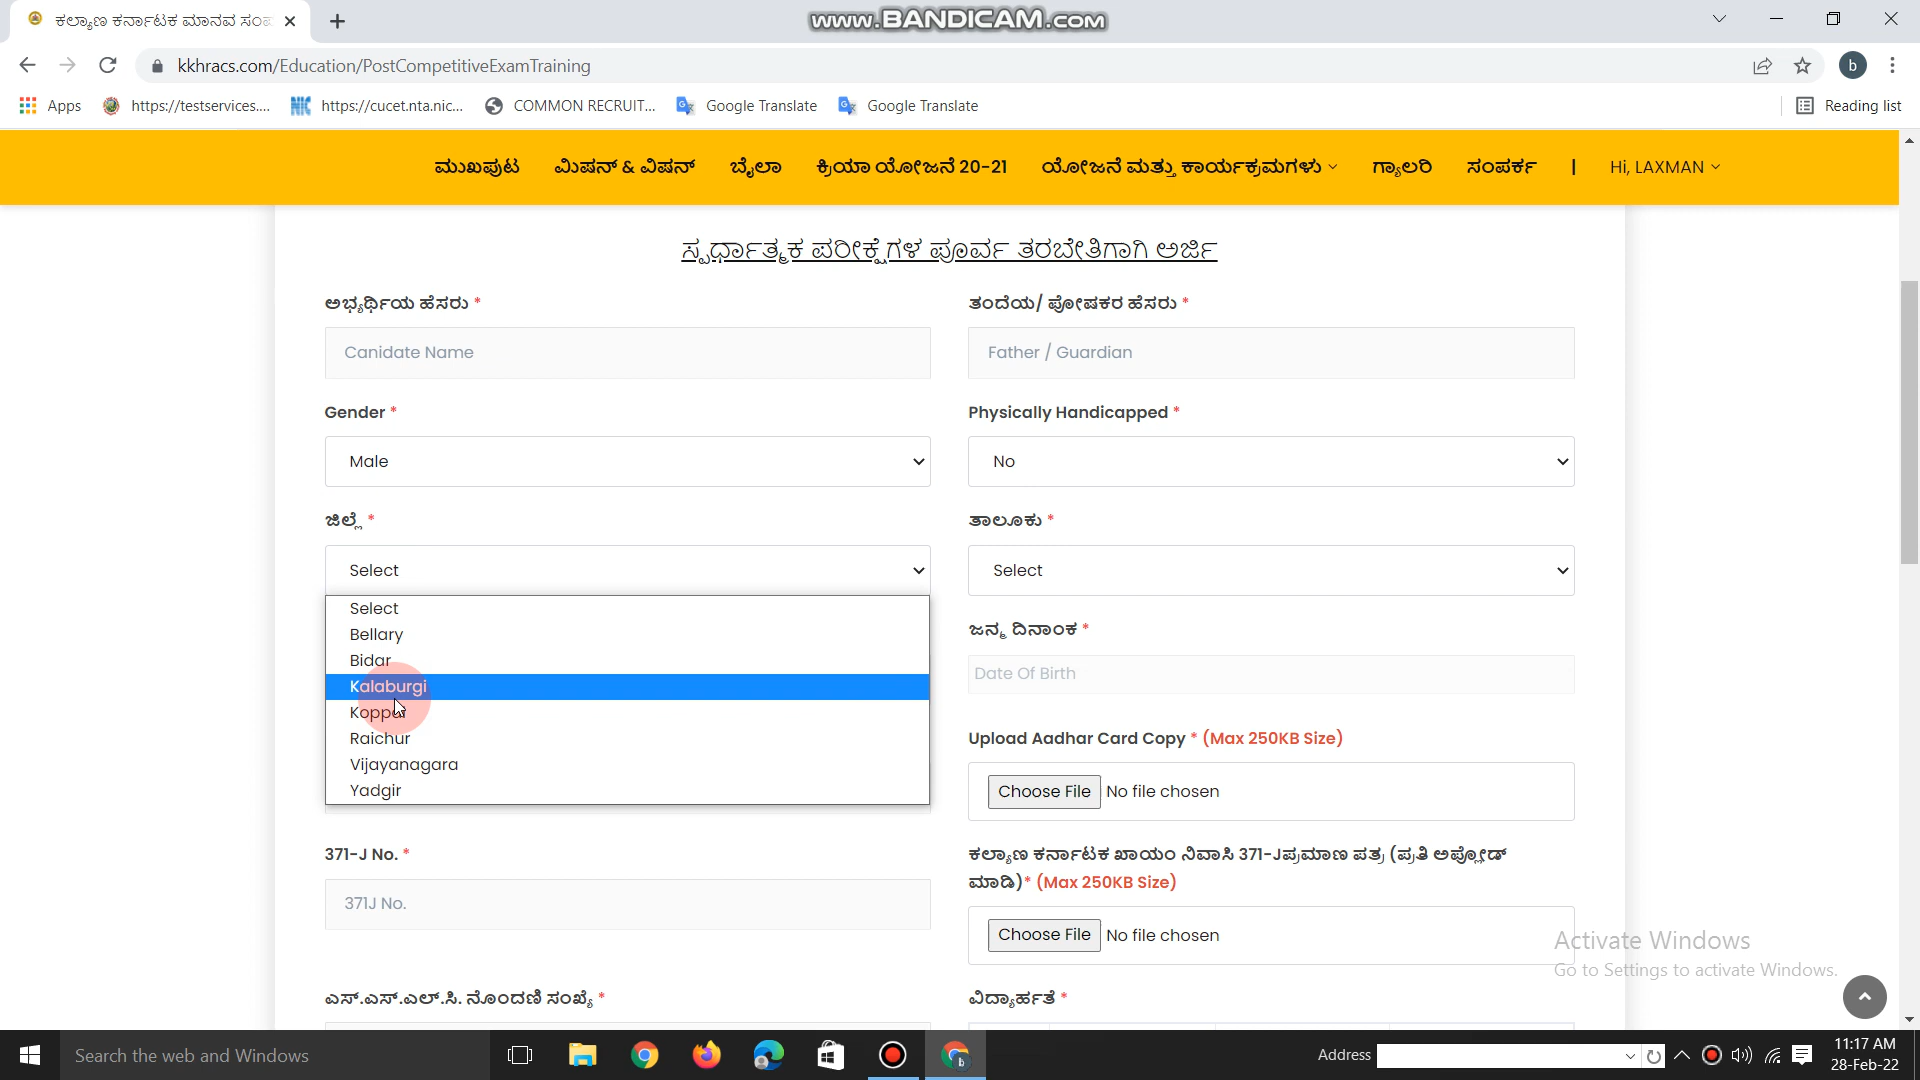 ಕಲ್ಯಾಣ ಕರ್ನಾಟಕ ಮಾನವ ಸಂಪ
www.BANDICAM.com
kkhracs.com/Education/PostCompetitiveExamTraining
b
Apps
https://testservices....
https://cucet.nta.nic...
COMMON RECRUIT...
Google Translate
Google Translate
Reading list
ಮುಖಪುಟ
ಮಿಷನ್ & ವಿಷನ್
ಬೈಲಾ
ಕ್ರಿಯಾ ಯೋಜನೆ 20-21
ಯೋಜನೆ ಮತ್ತು ಕಾರ್ಯಕ್ರಮಗಳು
ಗ್ಯಾಲರಿ
ಸಂಪರ್ಕ
|
Hi, LAXMAN
ಸ್ಪರ್ಧಾತ್ಮಕ ಪರೀಕ್ಷೆಗಳ ಪೂರ್ವ ತರಬೇತಿಗಾಗಿ ಅರ್ಜಿ
ಅಭ್ಯರ್ಥಿಯ ಹೆಸರು *
ತಂದೆಯ/ ಪೋಷಕರ ಹೆಸರು *
Canidate Name
Father / Guardian
Gender *
Physically Handicapped *
Male
No
ಜಿಲ್ಲೆ *
ತಾಲೂಕು *
Select
Select
Select
Bellary
Bidar
Kalaburgi
Koppal
Raichur
Vijayanagara
Yadgir
ಜನ್ಮ ದಿನಾಂಕ *
Date Of Birth
Upload Aadhar Card Copy * (Max 250KB Size)
Choose File No file chosen
371-J No. *
371J No.
ಕಲ್ಯಾಣ ಕರ್ನಾಟಕ ಖಾಯಂ ನಿವಾಸಿ 371-Jಪ್ರಮಾಣ ಪತ್ರ (ಪ್ರತಿ ಅಪ್ಲೋಡ್
ಮಾಡಿ)* (Max 250KB Size)
Choose File No file chosen
Activate Windows
Go to Settings to activate Windows.
ಎಸ್.ಎಸ್.ಎಲ್.ಸಿ. ನೊಂದಣಿ ಸಂಖ್ಯೆ *
ವಿದ್ಯಾರ್ಹತೆ *
Search the web and Windows
Address
11:17 AM
28-Feb-22